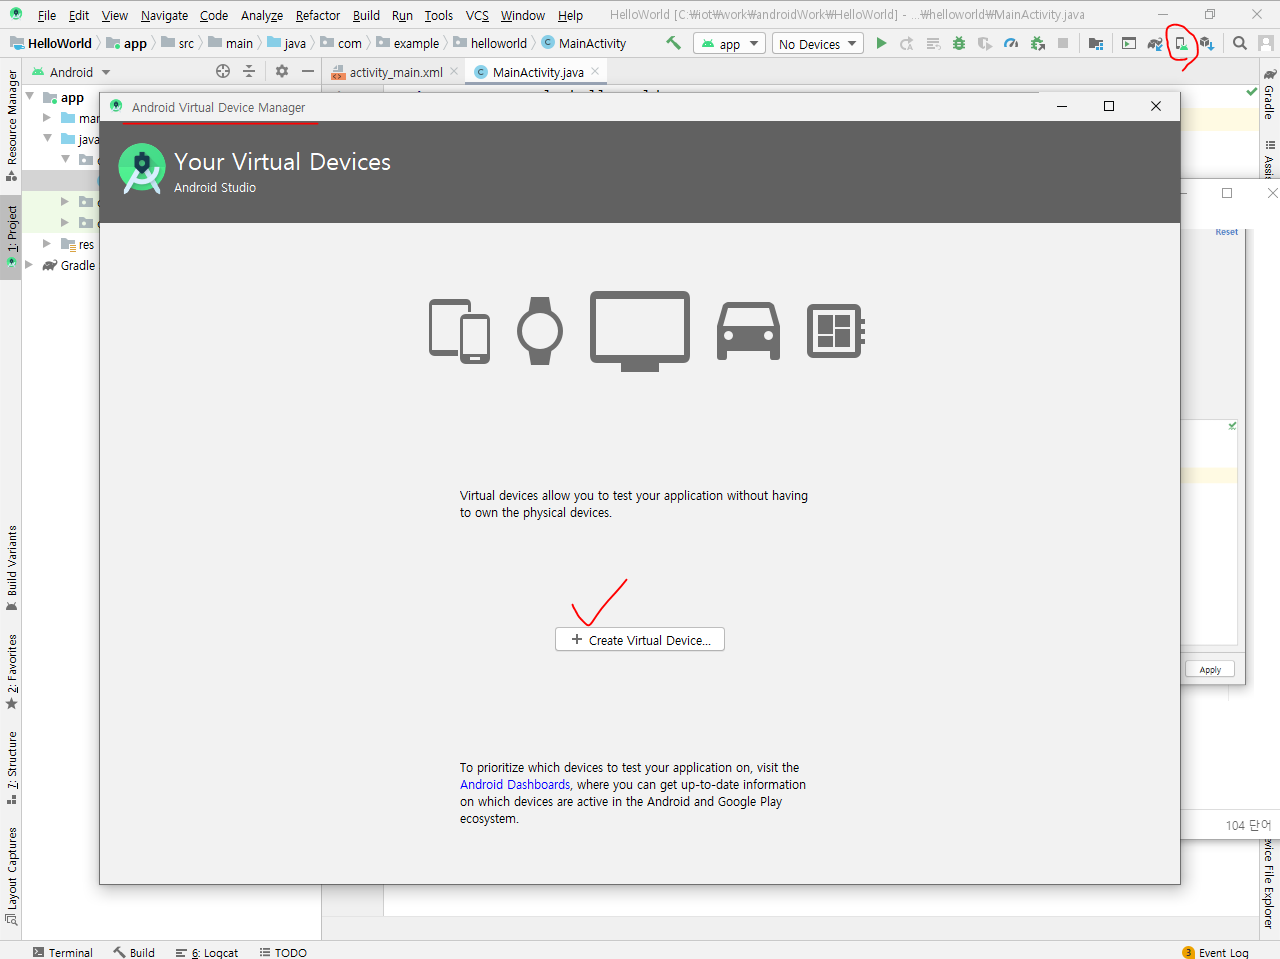 File Edit View Navigate Code Analyze Refactor Build Run Tools VCS Window Help HelloWorld [C:₩iot₩work₩androidWork₩HelloWorld] - ...₩helloworld₩MainActivity.java
HelloWorld app src main java com example helloworld MainActivity app No Devices
Android activity_main.xml MainActivity.java
Resource Manager
1: Project
Build Variants
2: Favorites
7: Structure
Layout Captures
app
java
res
Gradle
Android Virtual Device Manager
Your Virtual Devices
Android Studio
Virtual devices allow you to test your application without having
to own the physical devices.
Create Virtual Device...
To prioritize which devices to test your application on, visit the
Android Dashboards, where you can get up-to-date information
on which devices are active in the Android and Google Play
ecosystem.
Gradle
Reset
Apply
104 단어
File Explorer
Terminal Build 6: Logcat TODO
3 Event Log